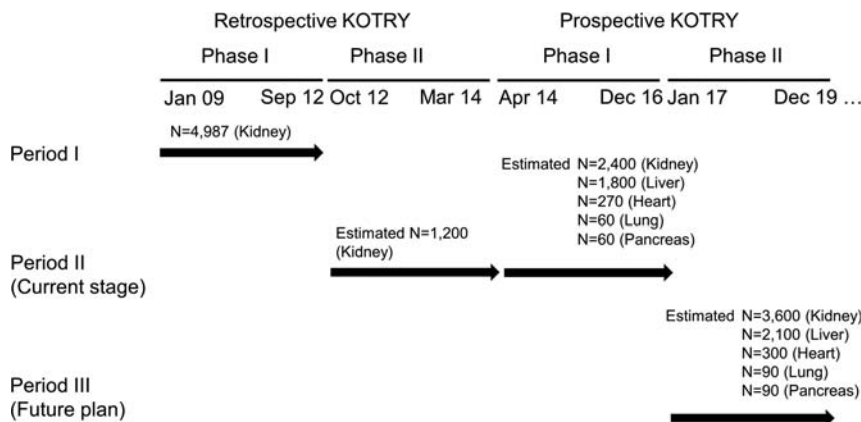 Retrospective KOTRY Prospective KOTRY
Phase I Phase II Phase I Phase II
Jan 09 Sep 12 Oct 12 Mar 14 Apr 14 Dec 16 Jan 17 Dec 19 ...
N=4,987 (Kidney)
Period I
Estimated N=2,400 (Kidney)
N=1,800 (Liver)
N=270 (Heart)
N=60 (Lung)
N=60 (Pancreas)
Estimated N=1,200
(Kidney)
Period II
(Current stage)
Estimated N=3,600 (Kidney)
N=2,100 (Liver)
N=300 (Heart)
N=90 (Lung)
N=90 (Pancreas)
Period III
(Future plan)